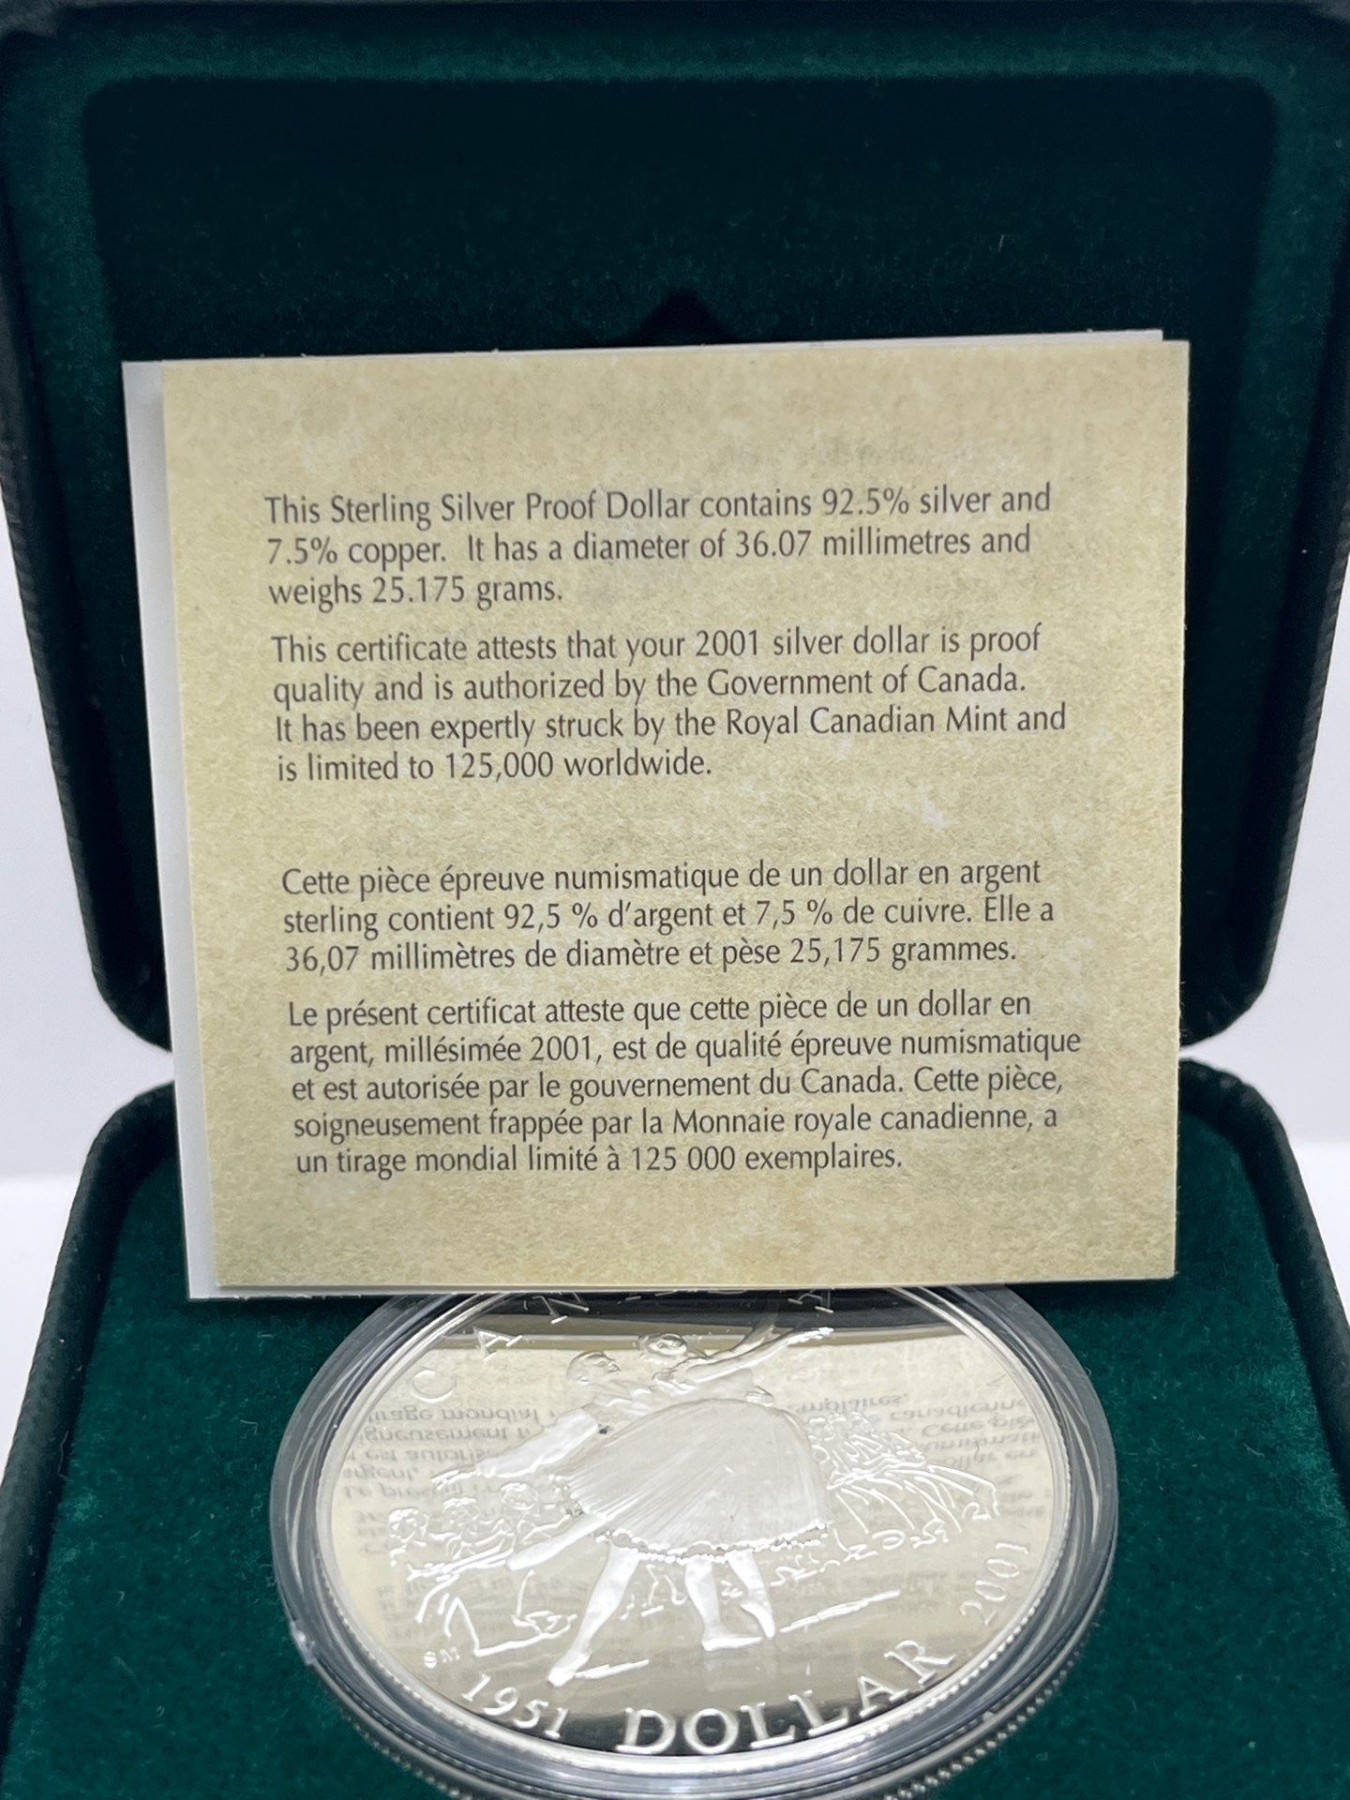 This Sterling Silver Proof Dollar contains 92.5% silver and
7.5% copper. It has a diameter of 36.07 millimetres and
weighs 25.175 grams.
This certificate attests that your 2001 silver dollar is proof
quality and is authorized by the Government of Canada.
It has been expertly struck by the Royal Canadian Mint and
is limited to 125,000 worldwide.
Cette pièce épreuve numismatique de un dollar en argent
sterling contient 92,5 % d'argent et 7,5 % de cuivre. Elle a
36,07 millimètres de diamètre et pèse 25,175 grammes.
Le présent certificat atteste que cette pièce de un dollar en
argent, millésimée 2001, est de qualité épreuve numismatique
et est autorisée par le gouvernement du Canada. Cette pièce,
soigneusement frappée par la Monnaie royale canadienne, a
un tirage mondial limité à 125 000 exemplaires.
CANADA
SM
1951 DOLLAR 2001